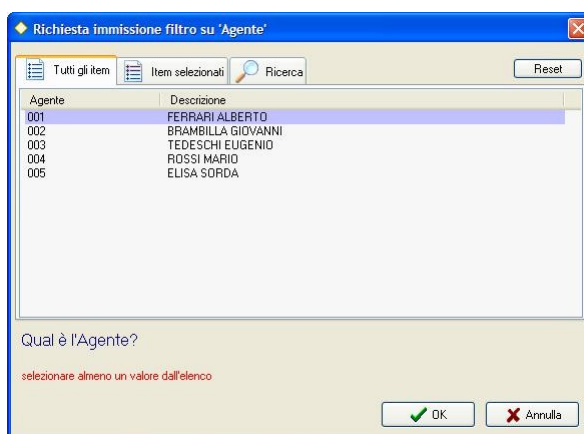 Richiesta immissione filtro su 'Agente'
Tutti gli item Item selezionati Ricerca Reset
Agente Descrizione
001 FERRARI ALBERTO
002 BRAMBILLA GIOVANNI
003 TEDESCHI EUGENIO
004 ROSSI MARIO
005 ELISA SORDA
Qual è l'Agente?
selezionare almeno un valore dall'elenco
OK Annulla